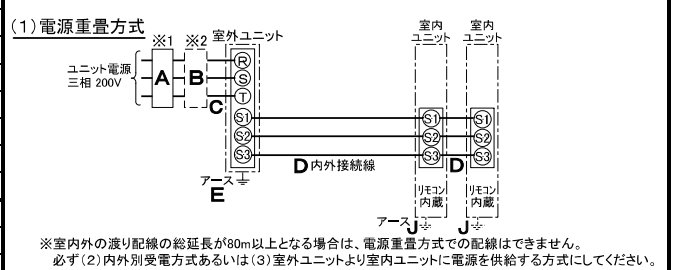 (1)電源重畳方式
※1 ※2 室外ユニット
室内ユニット 室内ユニット
ユニット電源
三相 200V
A B C
R
S
T
S1 S1 S1
S2 S2 S2
S3 S3 S3
D 内外接続線 D
アース
E
リモコン内蔵 リモコン内蔵
アース J J
※室内外の渡り配線の総延長が80m以上となる場合は、電源重畳方式での配線はできません。
必ず(2)内外別受電方式あるいは(3)室外ユニットより室内ユニットに電源を供給する方式にしてください。